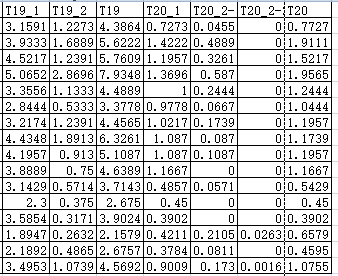 T19_1 T19_2 T19 T20_1 T20_2- T20_2- T20
3.1591 1.2273 4.3864 0.7273 0.0455 0 0.7727
3.9333 1.6889 5.6222 1.4222 0.4889 0 1.9111
4.5217 1.2391 5.7609 1.1957 0.3261 0 1.5217
5.0652 2.8696 7.9348 1.3696 0.587 0 1.9565
3.3556 1.1333 4.4889 1 0.2444 0 1.2444
2.8444 0.5333 3.3778 0.9778 0.0667 0 1.0444
3.2174 1.2391 4.4565 1.0217 0.1739 0 1.1957
4.4348 1.8913 6.3261 1.087 0.087 0 1.1739
4.1957 0.913 5.1087 1.087 0.1087 0 1.1957
3.8889 0.75 4.6389 1.1667 0 0 1.1667
3.1429 0.5714 3.7143 0.4857 0.0571 0 0.5429
2.3 0.375 2.675 0.45 0 0 0.45
3.5854 0.3171 3.9024 0.3902 0 0 0.3902
1.8947 0.2632 2.1579 0.4211 0.2105 0.0263 0.6579
2.1892 0.4865 2.6757 0.3784 0.0811 0 0.4595
3.4953 1.0739 4.5692 0.9009 0.173 0.0016 1.0755